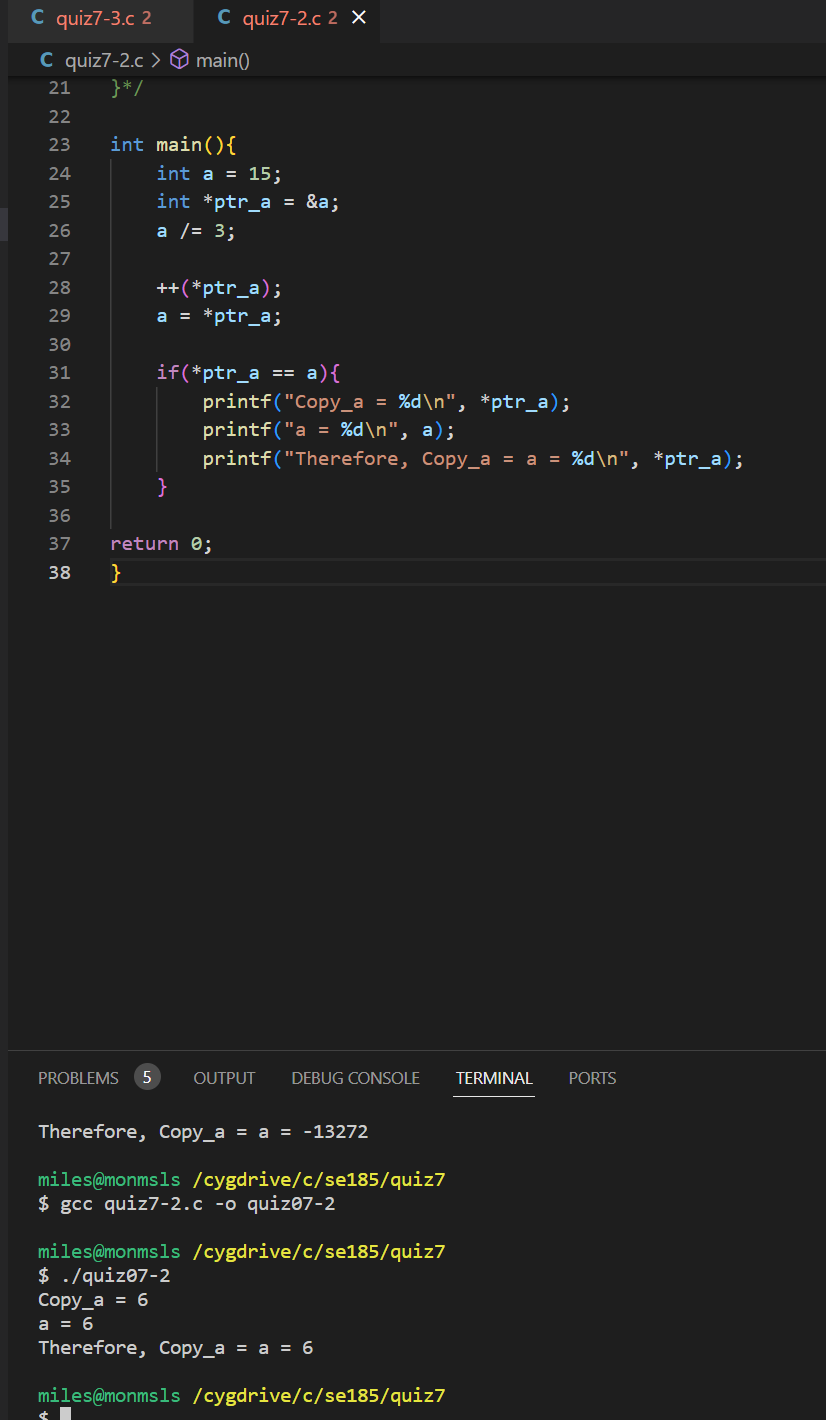 C quiz7-3.c 2 C quiz7-2.c 2 ×
C quiz7-2.c > main()
21 }*/
22
23 int main(){
24     int a = 15;
25     int *ptr_a = &a;
26     a /= 3;
27
28     ++(*ptr_a);
29     a = *ptr_a;
30
31     if(*ptr_a == a){
32         printf("Copy_a = %d\n", *ptr_a);
33         printf("a = %d\n", a);
34         printf("Therefore, Copy_a = a = %d\n", *ptr_a);
35     }
36
37 return 0;
38 }
PROBLEMS 5 OUTPUT DEBUG CONSOLE TERMINAL PORTS
Therefore, Copy_a = a = -13272
miles@monmsls /cygdrive/c/se185/quiz7
$ gcc quiz7-2.c -o quiz07-2
miles@monmsls /cygdrive/c/se185/quiz7
$ ./quiz07-2
Copy_a = 6
a = 6
Therefore, Copy_a = a = 6
miles@monmsls /cygdrive/c/se185/quiz7
$